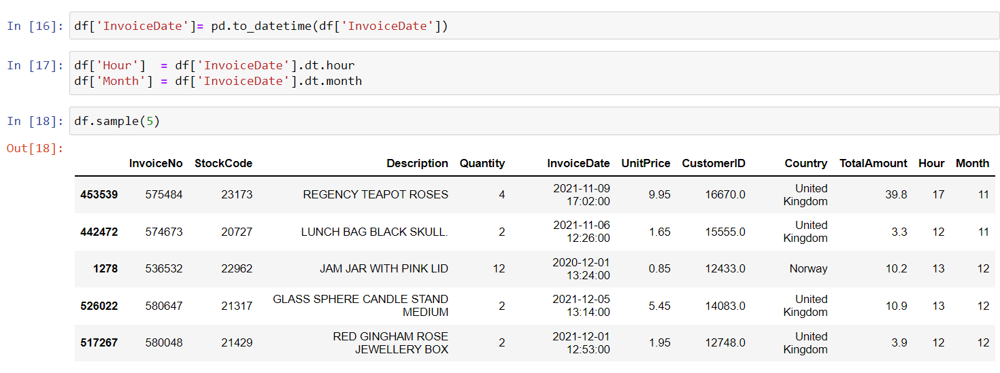 In [16]: df['InvoiceDate']= pd.to_datetime(df['InvoiceDate'])
In [17]: df['Hour']  = df['InvoiceDate'].dt.hour
df['Month'] = df['InvoiceDate'].dt.month
In [18]: df.sample(5)
Out[18]:
InvoiceNo StockCode Description Quantity InvoiceDate UnitPrice CustomerID Country TotalAmount Hour Month
453539 575484 23173 REGENCY TEAPOT ROSES 4 2021-11-09 17:02:00 9.95 16670.0 United Kingdom 39.8 17 11
442472 574673 20727 LUNCH BAG BLACK SKULL. 2 2021-11-06 12:26:00 1.65 15555.0 United Kingdom 3.3 12 11
1278 536532 22962 JAM JAR WITH PINK LID 12 2020-12-01 13:24:00 0.85 12433.0 Norway 10.2 13 12
526022 580647 21317 GLASS SPHERE CANDLE STAND MEDIUM 2 2021-12-05 13:14:00 5.45 14083.0 United Kingdom 10.9 13 12
517267 580048 21429 RED GINGHAM ROSE JEWELLERY BOX 2 2021-12-01 12:53:00 1.95 12748.0 United Kingdom 3.9 12 12